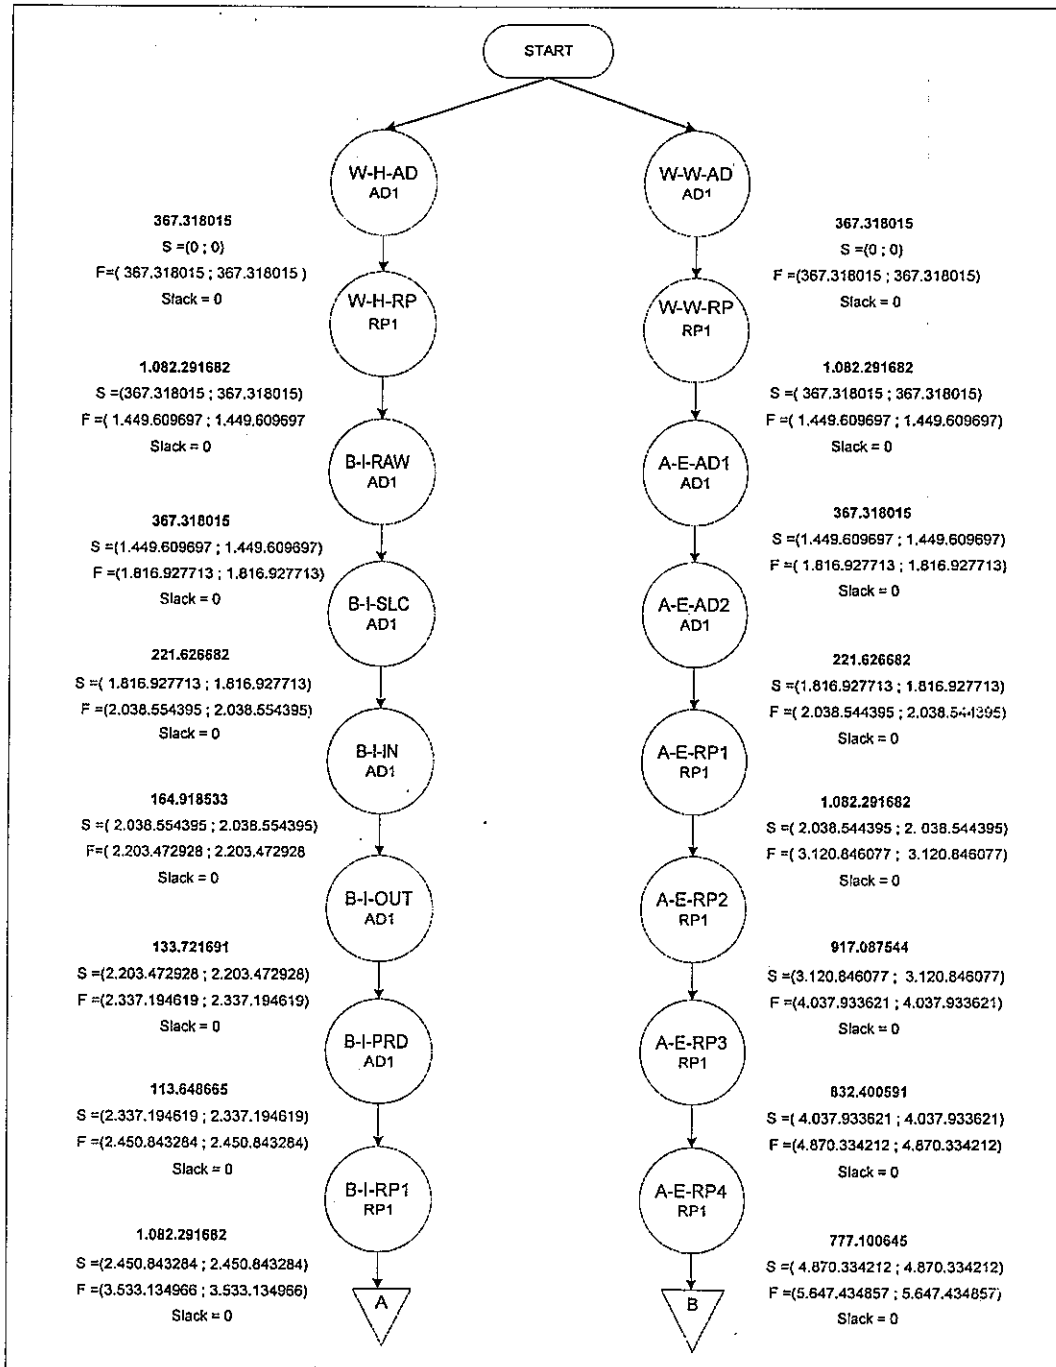 START
W-H-AD
AD1
367.318015
S =(0 ; 0)
F=( 367.318015 ; 367.318015 )
Slack = 0
W-H-RP
RP1
1.082.291682
S =(367.318015 ; 367.318015)
F =( 1.449.609697 ; 1.449.609697
Slack = 0
B-I-RAW
AD1
367.318015
S =(1.449.609697 ; 1.449.609697)
F =(1.816.927713 ; 1.816.927713)
Slack = 0
B-I-SLC
AD1
221.626682
S =( 1.816.927713 ; 1.816.927713)
F =(2.038.554395 ; 2.038.554395)
Slack = 0
B-I-IN
AD1
164.918533
S =( 2.038.554395 ; 2.038.554395)
F=( 2.203.472928 ; 2.203.472928
Slack = 0
B-I-OUT
AD1
133.721691
S =(2.203.472928 ; 2.203.472928)
F =(2.337.194619 ; 2.337.194619)
Slack = 0
B-I-PRD
AD1
113.648665
S =(2.337.194619 ; 2.337.194619)
F =(2.450.843284 ; 2.450.843284)
Slack = 0
B-I-RP1
RP1
1.082.291682
S =(2.450.843284 ; 2.450.843284)
F =(3.533.134966 ; 3.533.134966)
Slack = 0
A
W-W-AD
AD1
367.318015
S =(0 ; 0)
F =(367.318015 ; 367.318015)
Slack = 0
W-W-RP
RP1
1.082.291682
S =( 367.318015 ; 367.318015)
F =( 1.449.609697 ; 1.449.609697)
Slack = 0
A-E-AD1
AD1
367.318015
S =(1.449.609697 ; 1.449.609697)
F =( 1.816.927713 ; 1.816.927713)
Slack = 0
A-E-AD2
AD1
221.626682
S =(1.816.927713 ; 1.816.927713)
F =( 2.038.544395 ; 2.038.544395)
Slack = 0
A-E-RP1
RP1
1.082.291682
S =( 2.038.544395 ; 2. 038.544395)
F =( 3.120.846077 ; 3.120.846077)
Slack = 0
A-E-RP2
RP1
917.087544
S =(3.120.846077 ; 3.120.846077)
F =(4.037.933621 ; 4.037.933621)
Slack = 0
A-E-RP3
RP1
832.400591
S =( 4.037.933621 ; 4.037.933621)
F =(4.870.334212 ; 4.870.334212)
Slack = 0
A-E-RP4
RP1
777.100645
S =( 4.870.334212 ; 4.870.334212)
F =(5.647.434857 ; 5.647.434857)
Slack = 0
B